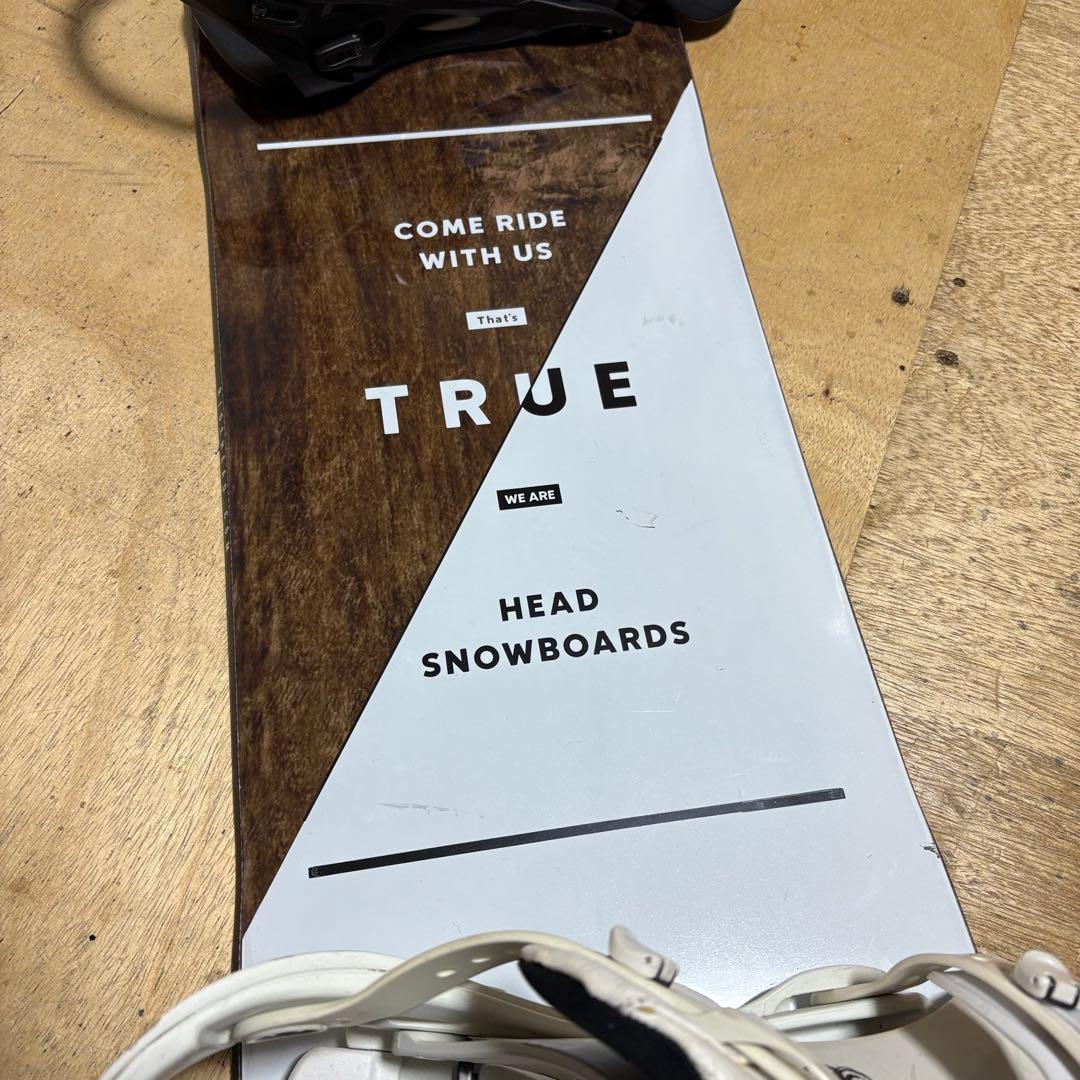 COME RIDE
WITH US
That's
TRUE
WE ARE
HEAD
SNOWBOARDS